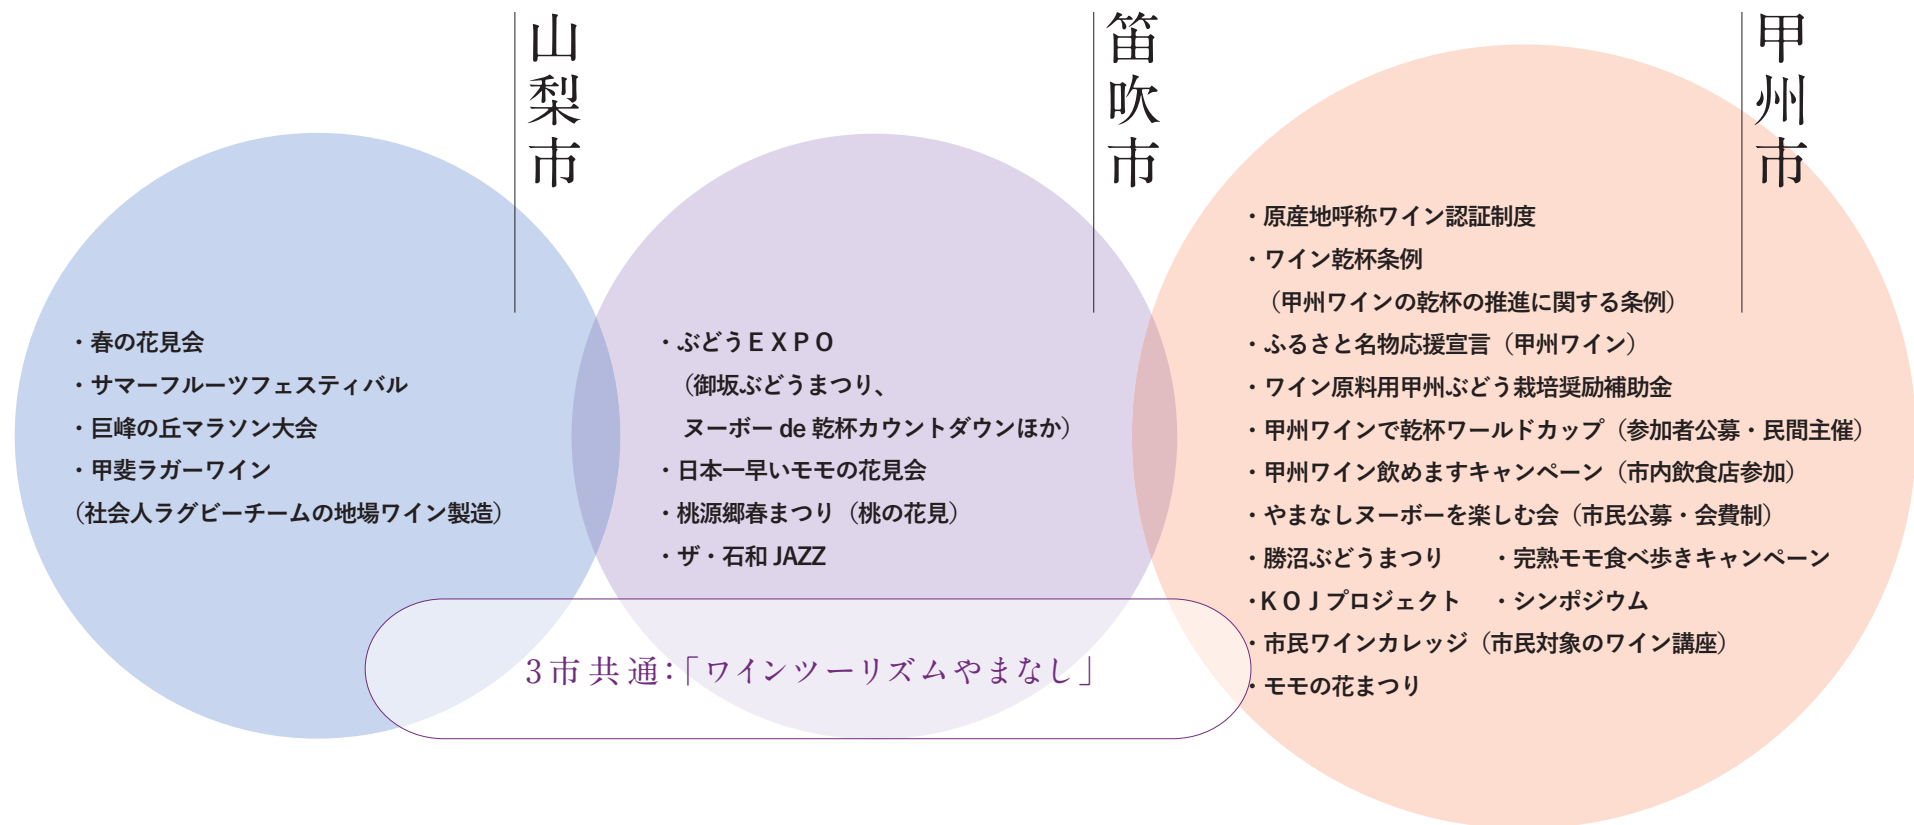 山梨市
・春の花見会
・サマーフルーツフェスティバル
・巨峰の丘マラソン大会
・甲斐ラガーワイン
（社会人ラグビーチームの地場ワイン製造）
笛吹市
・ぶどうＥＸＰＯ
（御坂ぶどうまつり、
ヌーボー de 乾杯カウントダウンほか）
・日本一早いモモの花見会
・桃源郷春まつり（桃の花見）
・ザ・石和 JAZZ
甲州市
・原産地呼称ワイン認証制度
・ワイン乾杯条例
（甲州ワインの乾杯の推進に関する条例）
・ふるさと名物応援宣言（甲州ワイン）
・ワイン原料用甲州ぶどう栽培奨励補助金
・甲州ワインで乾杯ワールドカップ（参加者公募・民間主催）
・甲州ワイン飲めますキャンペーン（市内飲食店参加）
・やまなしヌーボーを楽しむ会（市民公募・会費制）
・勝沼ぶどうまつり　・完熟モモ食べ歩きキャンペーン
・ＫＯＪプロジェクト　・シンポジウム
・市民ワインカレッジ（市民対象のワイン講座）
・モモの花まつり
3市共通：「ワインツーリズムやまなし」